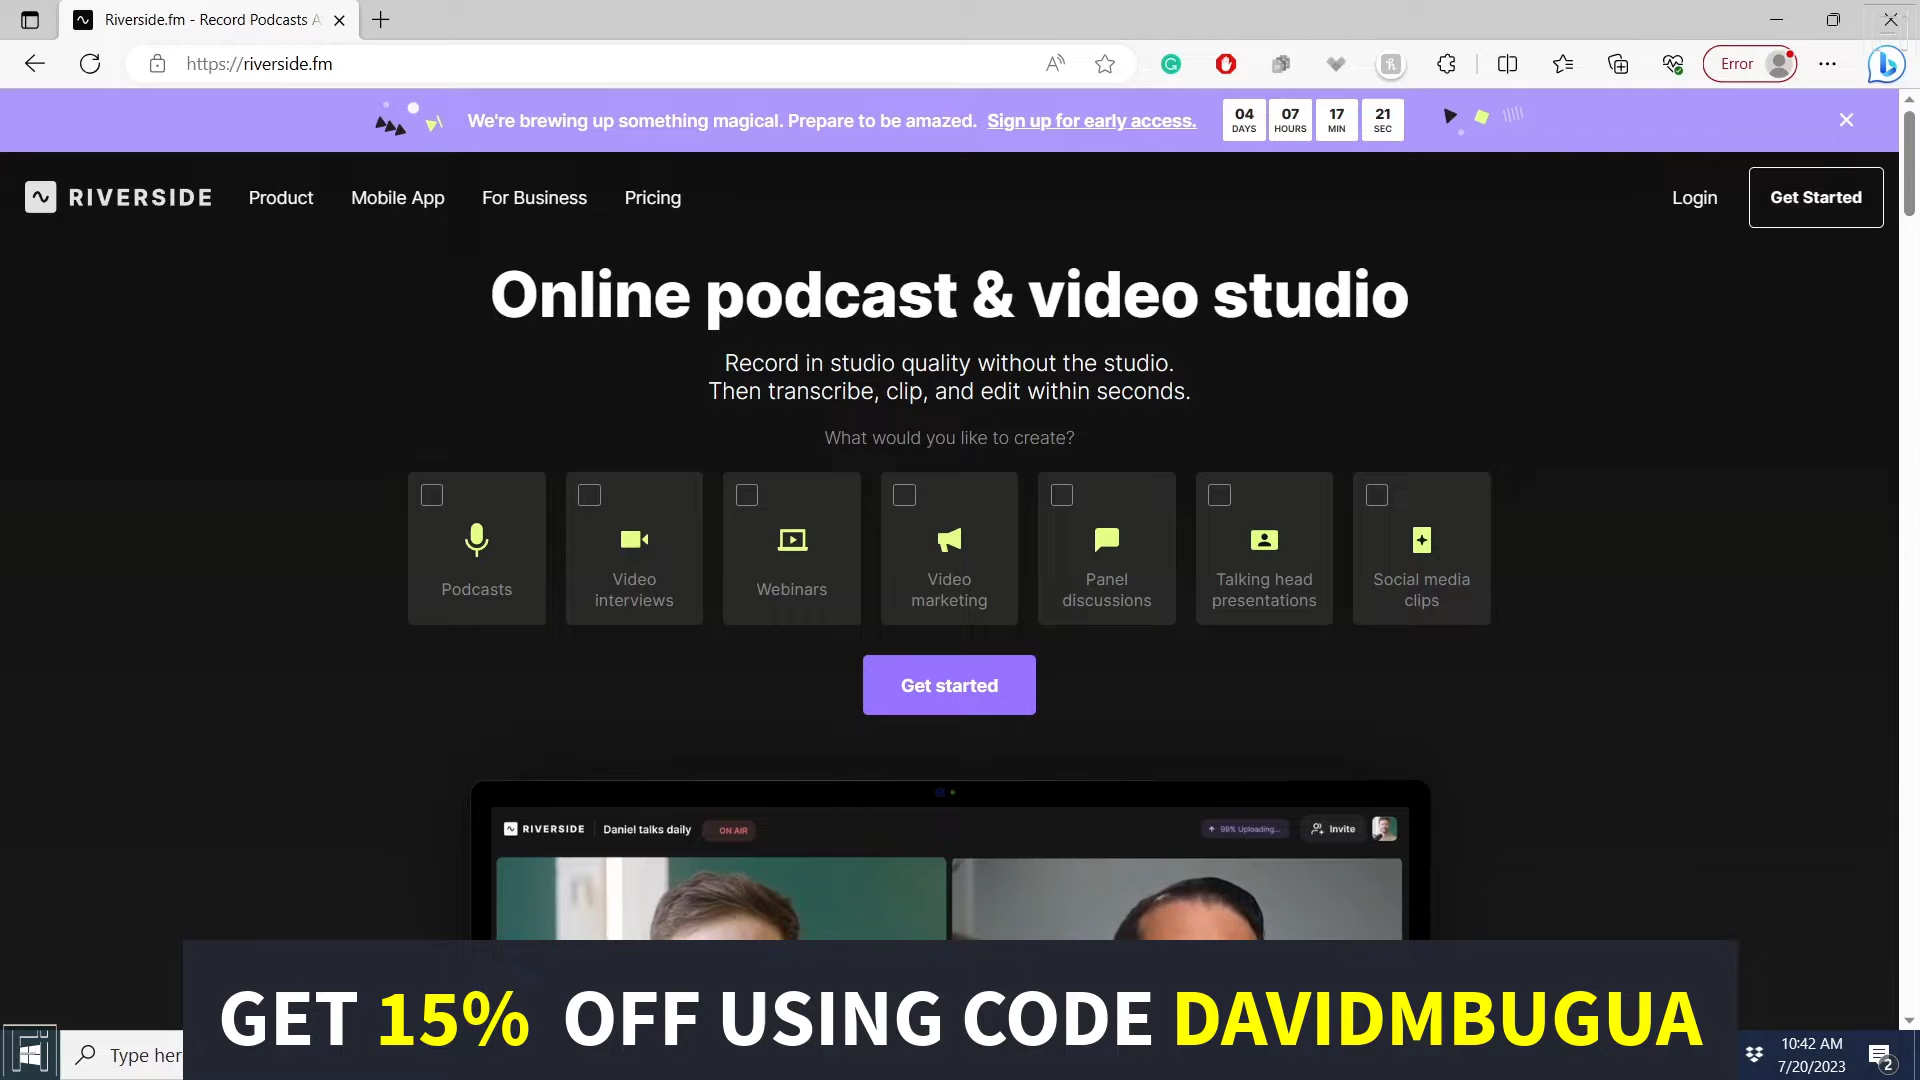 Riverside.fm - Record Podcasts A
https://riverside.fm
Error
We're brewing up something magical. Prepare to be amazed. Sign up for early access.
04 07 17 21
DAYS HOURS MIN SEC
RIVERSIDE Product Mobile App For Business Pricing Login Get Started
Online podcast & video studio
Record in studio quality without the studio.
Then transcribe, clip, and edit within seconds.
What would you like to create?
Podcasts
Video
interviews
Webinars
Video
marketing
Panel
discussions
Talking head
presentations
Social media
clips
Get started
RIVERSIDE Daniel talks daily ON AIR 98% Uploading... Invite
GET 15% OFF USING CODE DAVIDMBUGUA
Type her
10:42 AM
7/20/2023
2